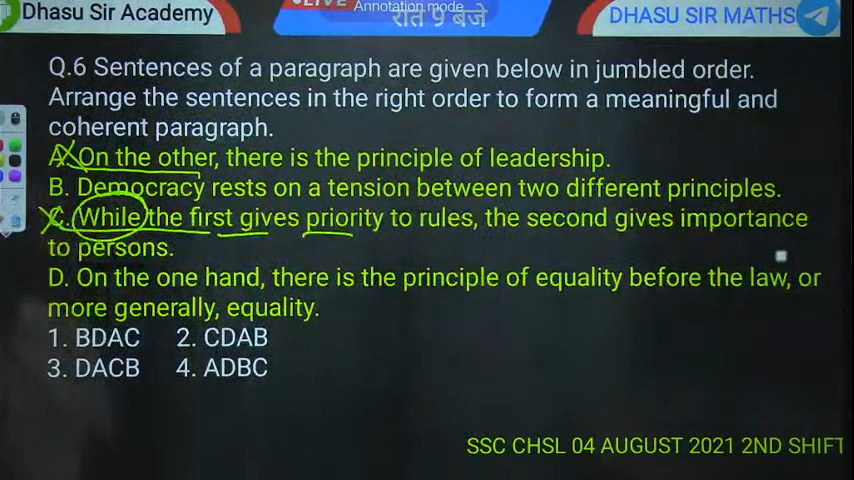 Dhasu Sir Academy
LIVE Annotation mode
रात 9 बजे
DHASU SIR MATHS
Q.6 Sentences of a paragraph are given below in jumbled order.
Arrange the sentences in the right order to form a meaningful and
coherent paragraph.
A. On the other, there is the principle of leadership.
B. Democracy rests on a tension between two different principles.
C. While the first gives priority to rules, the second gives importance
to persons.
D. On the one hand, there is the principle of equality before the law, or
more generally, equality.
1. BDAC 2. CDAB
3. DACB 4. ADBC
SSC CHSL 04 AUGUST 2021 2ND SHIFT